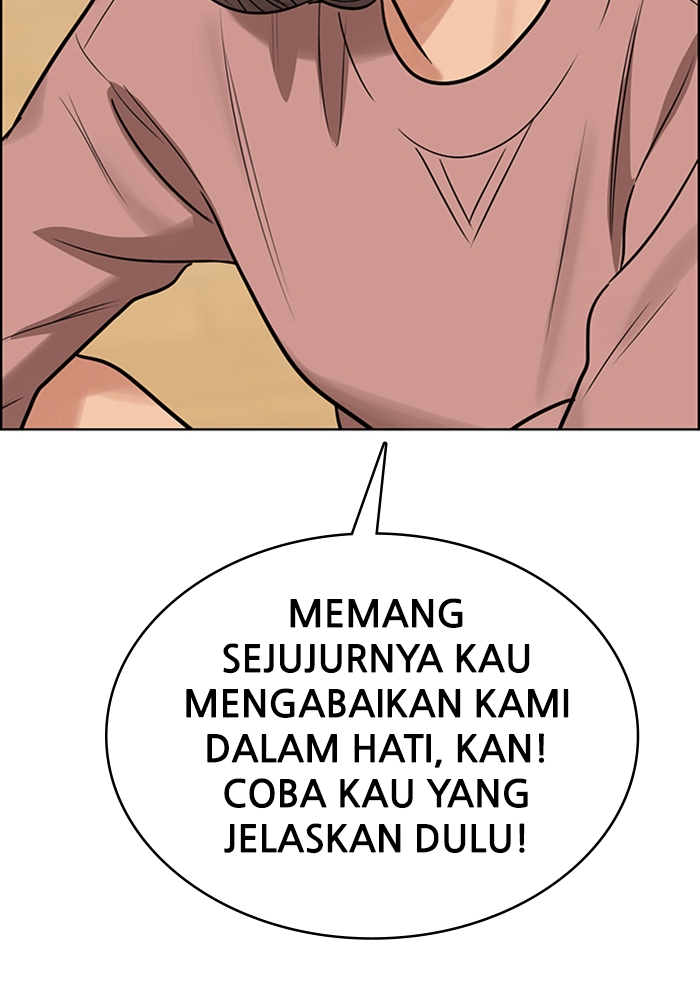 MEMANG
SEJUJURNYA KAU
MENGABAIKAN KAMI
DALAM HATI, KAN!
COBA KAU YANG
JELASKAN DULU!